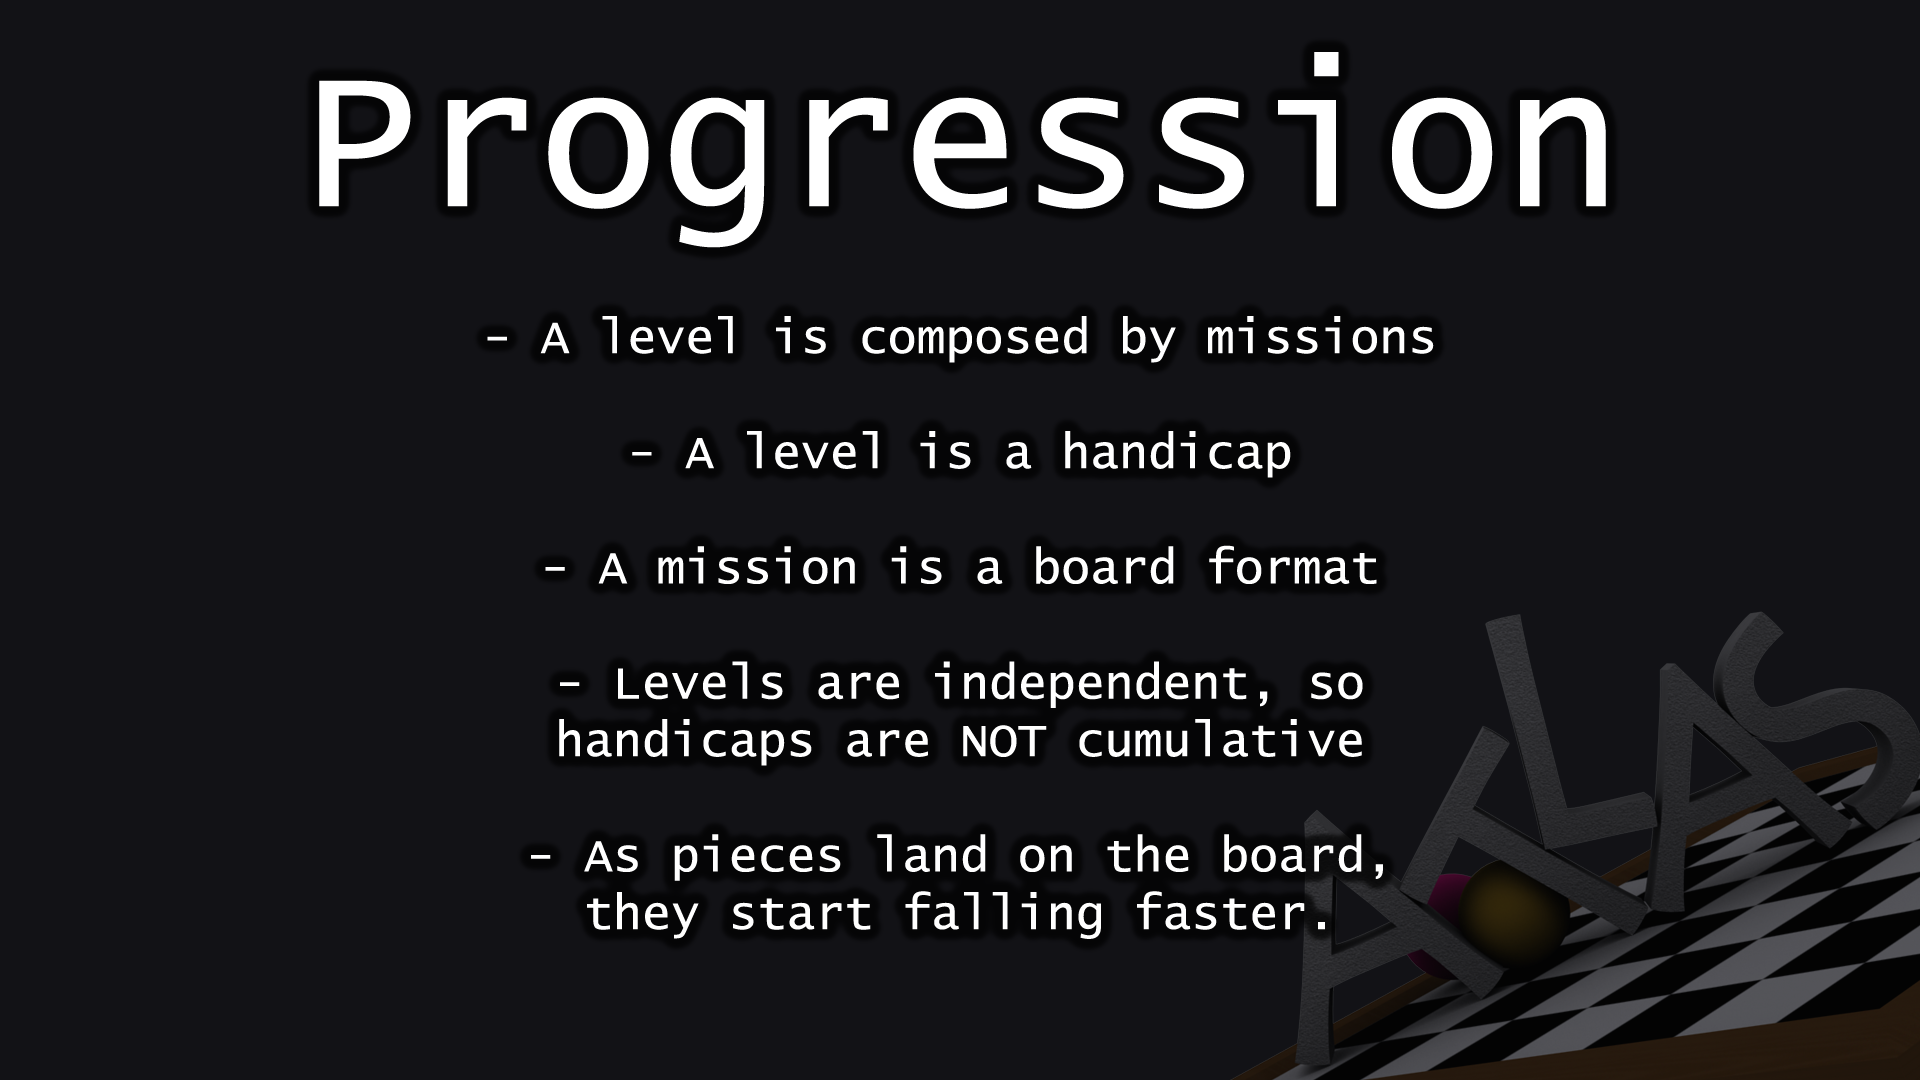 Progression
- A level is composed by missions
- A level is a handicap
- A mission is a board format
- Levels are independent, so
handicaps are NOT cumulative
- As pieces land on the board,
they start falling faster.
ATLAS